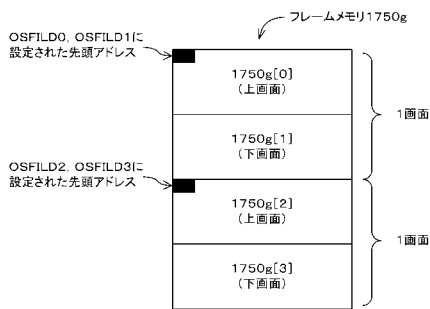 フレームメモリ1750g
OSFILD0, OSFILD1に
設定された先頭アドレス
1750g[0]
(上画面)
1画面
1750g[1]
(下画面)
OSFILD2, OSFILD3に
設定された先頭アドレス
1750g[2]
(上画面)
1画面
1750g[3]
(下画面)